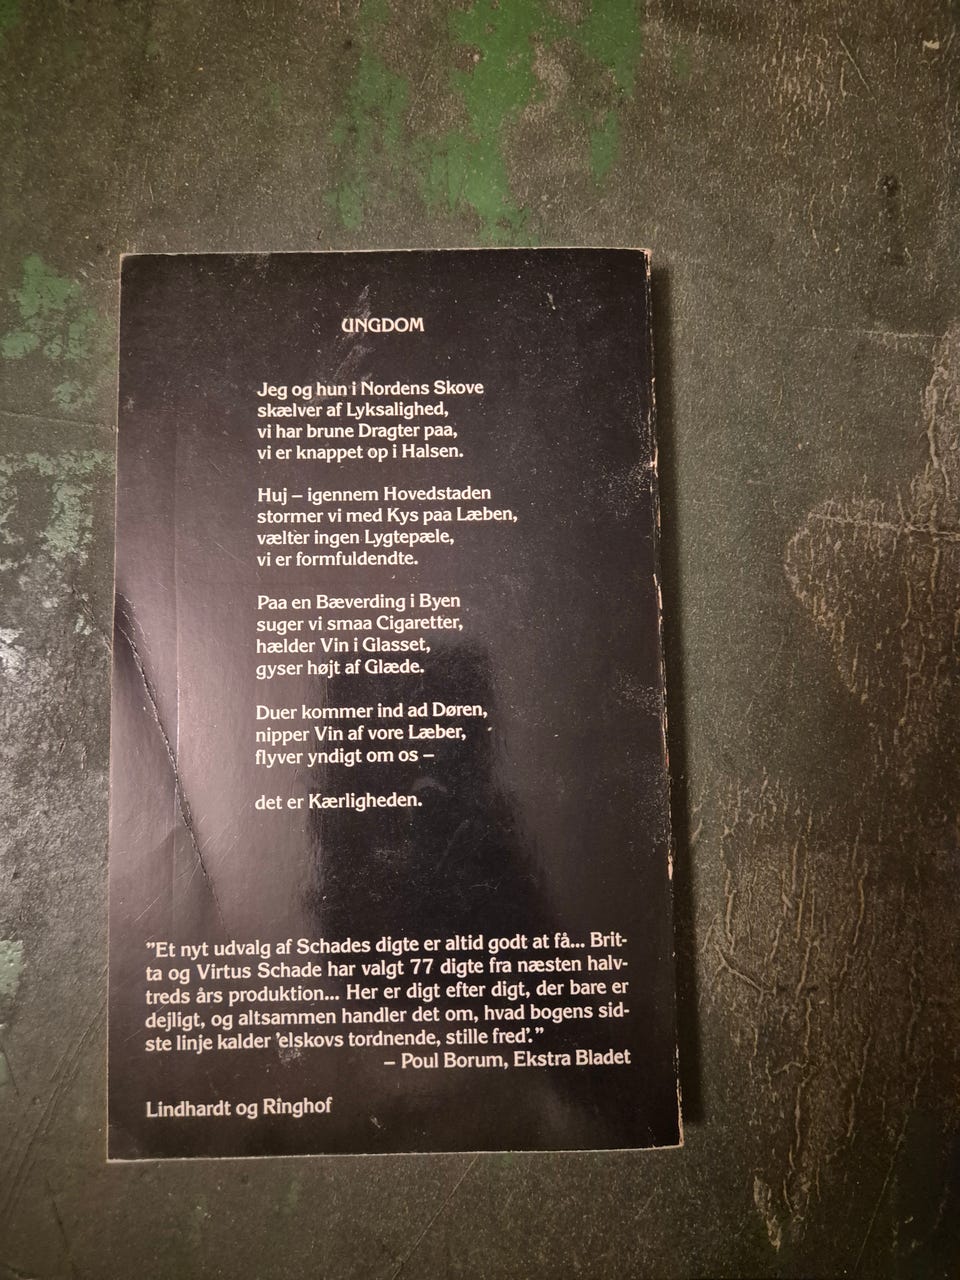 UNGDOM
Jeg og hun i Nordens Skove
skælver af Lyksalighed,
vi har brune Dragter paa,
vi er knappet op i Halsen.
Huj – igennem Hovedstaden
stormer vi med Kys paa Læben,
vælter ingen Lygtepæle,
vi er formfuldendte.
Paa en Bæverding i Byen
suger vi smaa Cigaretter,
hælder Vin i Glasset,
gyser højt af Glæde.
Duer kommer ind ad Døren,
nipper Vin af vore Læber,
flyver yndigt om os –
det er Kærligheden.
”Et nyt udvalg af Schades digte er altid godt at få... Brit-
ta og Virtus Schade har valgt 77 digte fra næsten halv-
treds års produktion... Her er digt efter digt, der bare er
dejligt, og altsammen handler det om, hvad bogens sid-
ste linje kalder ’elskovs tordnende, stille fred’.”
– Poul Borum, Ekstra Bladet
Lindhardt og Ringhof